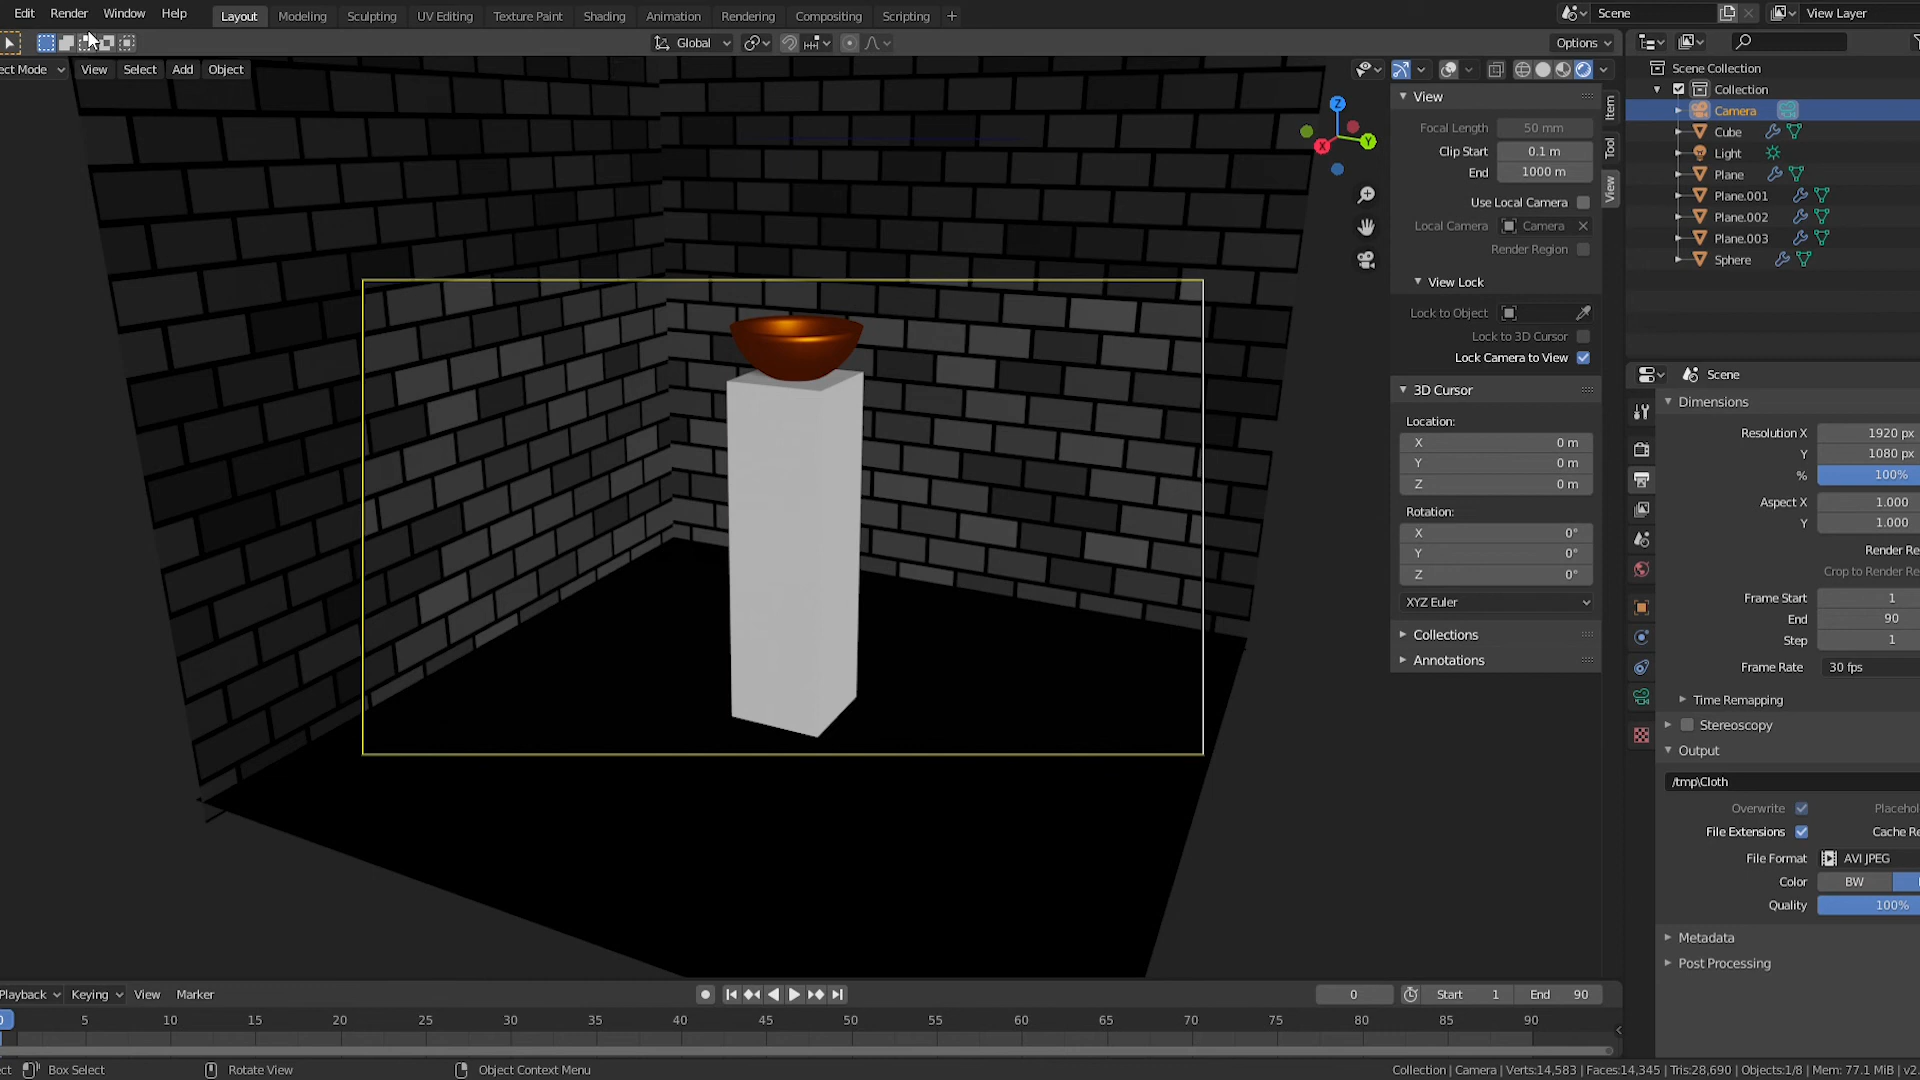 Edit Render Window Help Layout Modeling Sculpting UV Editing Texture Paint Shading Animation Rendering Compositing Scripting + Scene View Layer
Global Options
ect Mode View Select Add Object
Scene Collection
Collection
Camera
Cube
Light
Plane
Plane.001
Plane.002
Plane.003
Sphere
Z
Y
X
View
Focal Length 50 mm
Clip Start 0.1 m
End 1000 m
Use Local Camera
Local Camera Camera
Render Region
View Lock
Lock to Object
Lock to 3D Cursor
Lock Camera to View
3D Cursor
Location:
X 0 m
Y 0 m
Z 0 m
Rotation:
X 0°
Y 0°
Z 0°
XYZ Euler
Collections
Annotations
Item
Tool
View
Scene
Dimensions
Resolution X 1920 px
Y 1080 px
% 100%
Aspect X 1.000
Y 1.000
Render Re
Crop to Render Re
Frame Start 1
End 90
Step 1
Frame Rate 30 fps
Time Remapping
Stereoscopy
Output
/tmp\Cloth
Overwrite Placehol
File Extensions Cache Re
File Format AVI JPEG
Color BW
Quality 100%
Metadata
Post Processing
Playback Keying View Marker 0 Start 1 End 90
0 5 10 15 20 25 30 35 40 45 50 55 60 65 70 75 80 85 90
ct Box Select Rotate View Object Context Menu Collection | Camera | Verts:14,583 | Faces:14,345 | Tris:28,690 | Objects:1/8 | Mem: 77.1 MiB | v2.